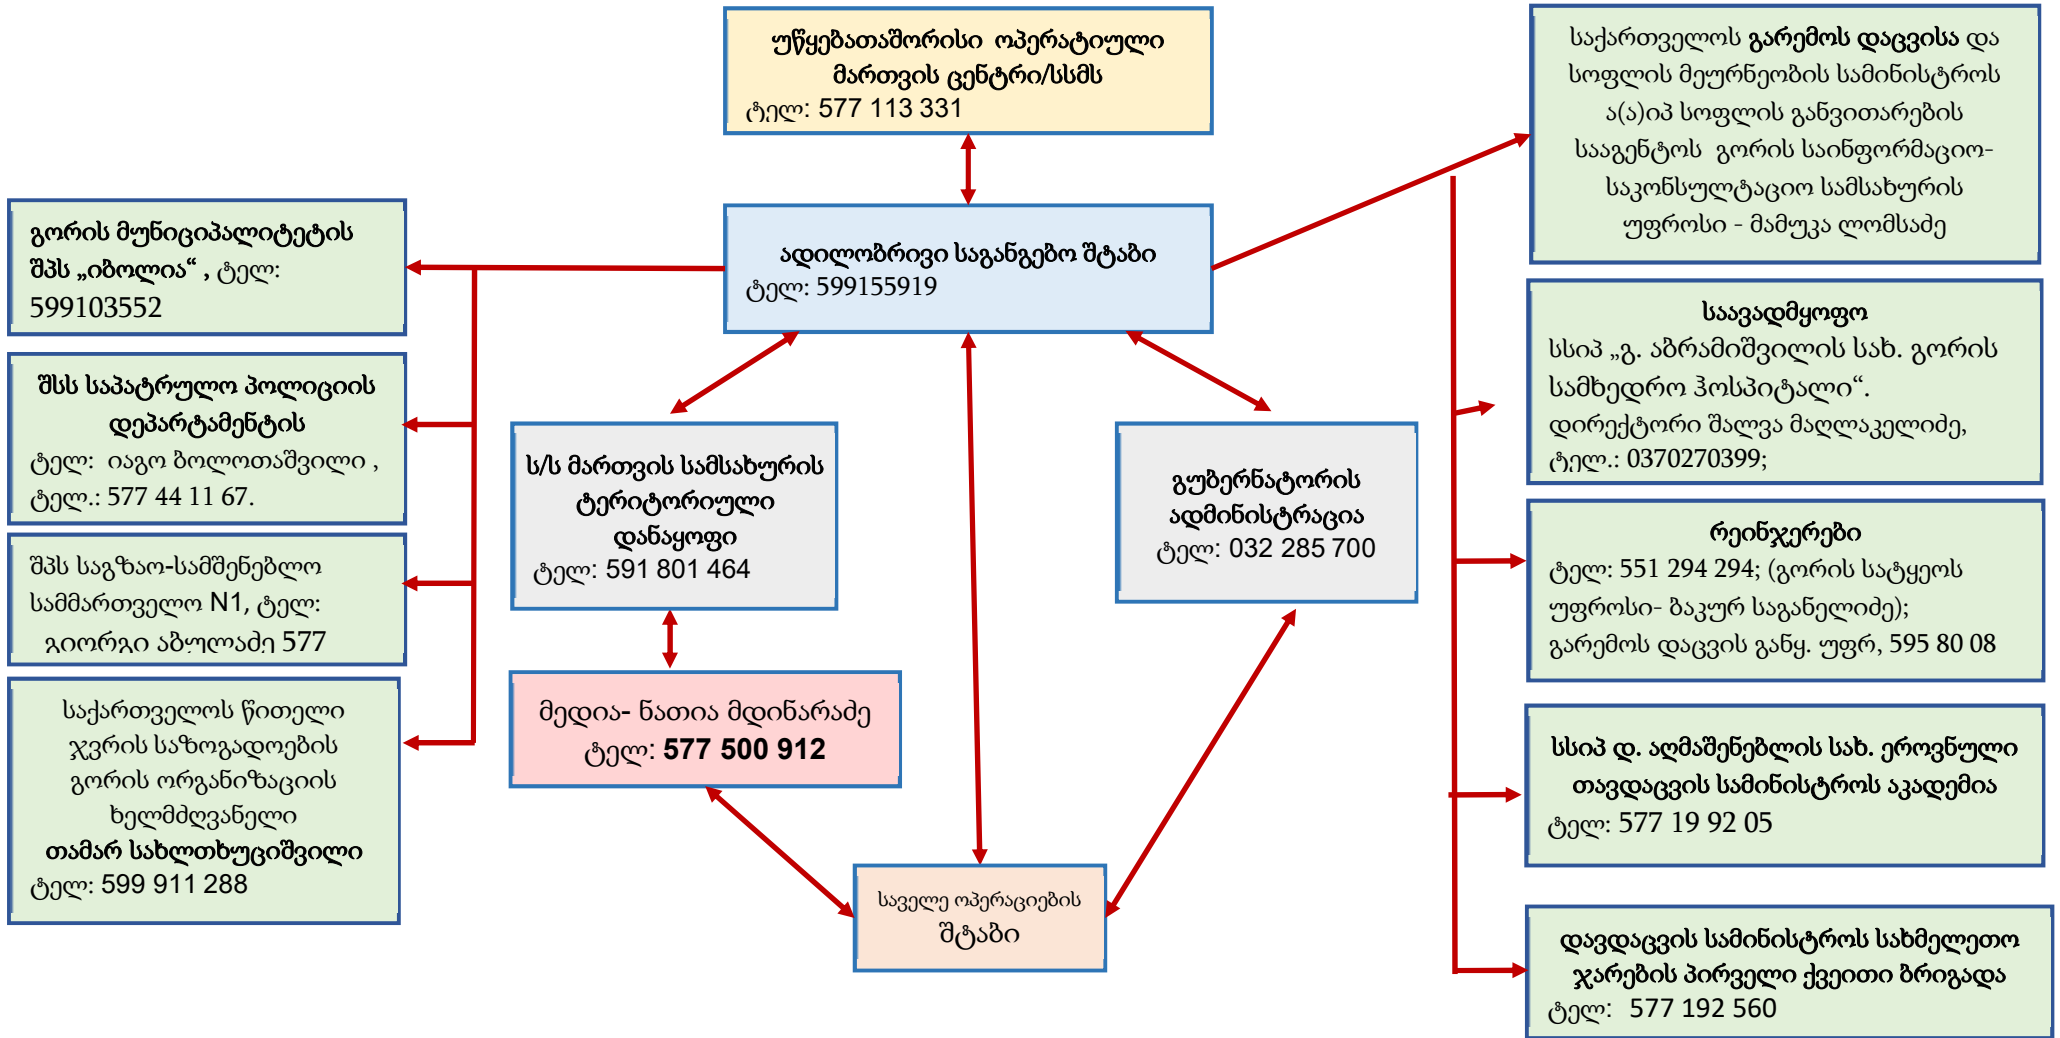 უწყებათაშორისი ოპერატიული
მართვის ცენტრი/სსმს
ტელ: 577 113 331
ადილობრივი საგანგებო შტაბი
ტელ: 599155919
გორის მუნიციპალიტეტის
შპს „იბოლია“ , ტელ:
599103552
შსს საპატრულო პოლიციის
დეპარტამენტის
ტელ: იაგო ბოლოთაშვილი ,
ტელ.: 577 44 11 67.
შპს საგზაო-სამშენებლო
სამმართველო N1, ტელ:
გიორგი აბულაძე 577
საქართველოს წითელი
ჯვრის საზოგადოების
გორის ორგანიზაციის
ხელმძღვანელი
თამარ სახლთხუციშვილი
ტელ: 599 911 288
ს/ს მართვის სამსახურის
ტერიტორიული
დანაყოფი
ტელ: 591 801 464
მედია- ნათია მდინარაძე
ტელ: 577 500 912
საველე ოპერაციების
შტაბი
გუბერნატორის
ადმინისტრაცია
ტელ: 032 285 700
საქართველოს გარემოს დაცვისა და
სოფლის მეურნეობის სამინისტროს
ა(ა)იპ სოფლის განვითარების
სააგენტოს გორის საინფორმაციო-
საკონსულტაციო სამსახურის
უფროსი - მამუკა ლომსაძე
საავადმყოფო
სსიპ „გ. აბრამიშვილის სახ. გორის
სამხედრო ჰოსპიტალი“.
დირექტორი შალვა მაღლაკელიძე,
ტელ.: 0370270399;
რეინჯერები
ტელ: 551 294 294; (გორის სატყეოს
უფროსი- ბაკურ საგანელიძე);
გარემოს დაცვის განყ. უფრ, 595 80 08
სსიპ დ. აღმაშენებლის სახ. ეროვნული
თავდაცვის სამინისტროს აკადემია
ტელ: 577 19 92 05
დავდაცვის სამინისტროს სახმელეთო
ჯარების პირველი ქვეითი ბრიგადა
ტელ: 577 192 560